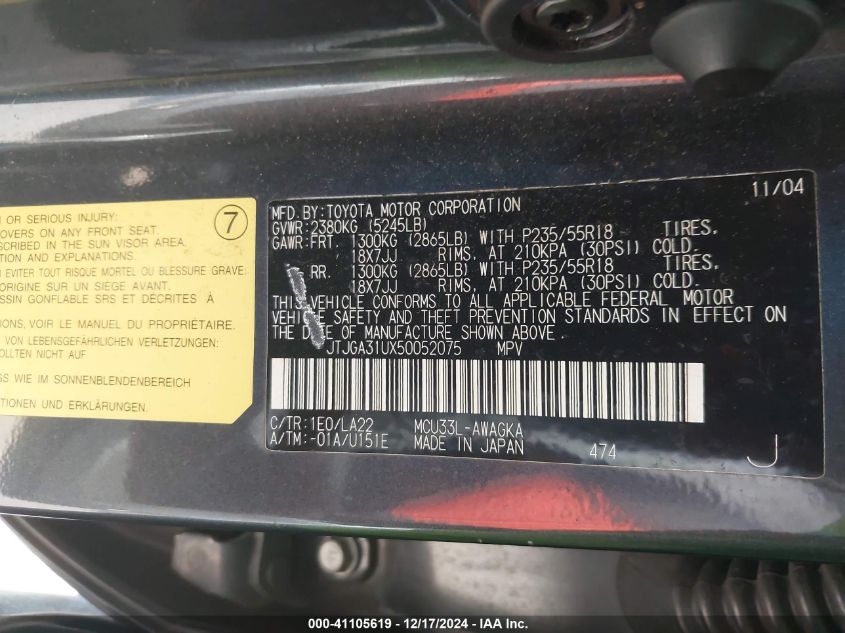 N OR SERIOUS INJURY:
COVERS ON ANY FRONT SEAT.
SCRIBED IN THE SUN VISOR AREA.
TION AND EXPLANATIONS.
EVITER TOUT RISQUE MORTEL OU BLESSURE GRAVE:
ORIGINE SUR UN SIEGE AVANT.
SSIN GONFLABLE SRS ET DECRITES À
IONS, VOIR LE MANUEL DU PROPRIÉTAIRE.
VON LEBENSGEFÄHRLICHEN VERLETZUNG
ALTEN NICHT AUF
SS WIE IM SONNENBLENDENBEREICH
TIONEN UND ERKLÄRUNG.
7
11/04
MFD. BY: TOYOTA MOTOR CORPORATION
GVWR: 2380KG (5245LB)
GAWR: FRT. 1300KG (2865LB) WITH P235/55R18 TIRES.
18X7JJ RIMS. AT 210KPA (30PSI) COLD.
RR. 1300KG (2865LB) WITH P235/55R18 TIRES.
18X7JJ RIMS. AT 210KPA (30PSI) COLD.
THIS VEHICLE CONFORMS TO ALL APPLICABLE FEDERAL MOTOR
VEHICLE SAFETY AND THEFT PREVENTION STANDARDS IN EFFECT ON
THE DATE OF MANUFACTURE SHOWN ABOVE.
JTJGA31UX50052075 MPV
C/TR: 1E0/LA22 MCU33L-AWAGKA
A/TM: -01A/U151E MADE IN JAPAN 474 J
000-41105619 - 12/17/2024 - IAA Inc.